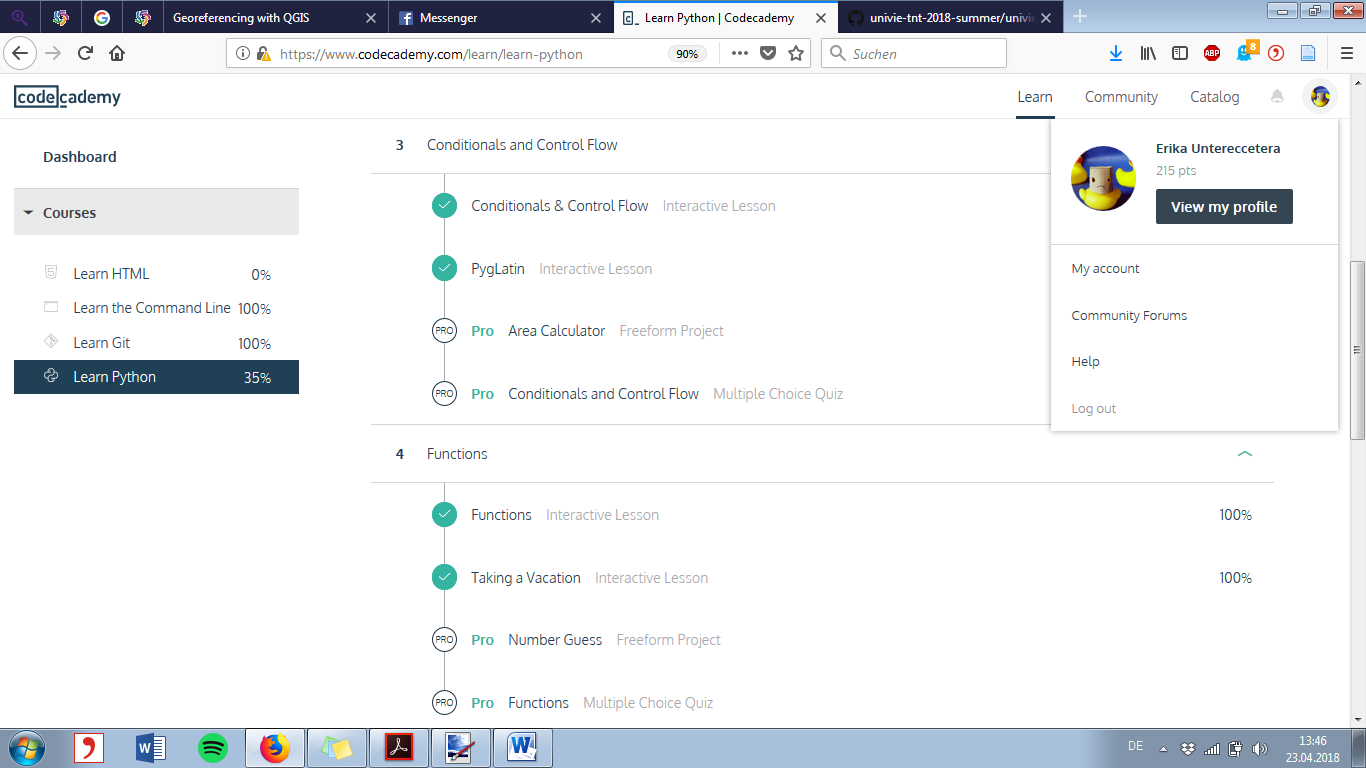 Georeferencing with QGIS
Messenger
Learn Python | Codecademy
univie-tnt-2018-summer/univie
https://www.codecademy.com/learn/learn-python
90%
Suchen
ABP
8
codecademy
Learn
Community
Catalog
Dashboard
Courses
Learn HTML 0%
Learn the Command Line 100%
Learn Git 100%
Learn Python 35%
3 Conditionals and Control Flow
Conditionals & Control Flow Interactive Lesson
PygLatin Interactive Lesson
PRO Pro Area Calculator Freeform Project
PRO Pro Conditionals and Control Flow Multiple Choice Quiz
4 Functions
Functions Interactive Lesson 100%
Taking a Vacation Interactive Lesson 100%
PRO Pro Number Guess Freeform Project
PRO Pro Functions Multiple Choice Quiz
Erika Untereccetera
215 pts
View my profile
My account
Community Forums
Help
Log out
DE
13:46
23.04.2018